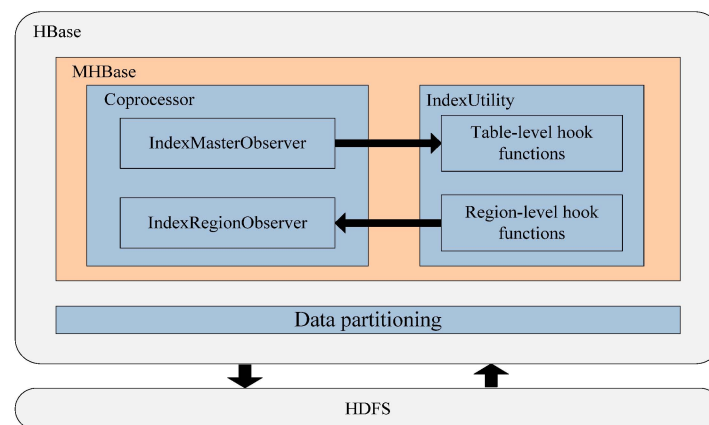 HBase
MHBase
Coprocessor
IndexUtility
IndexMasterObserver
Table-level hook
functions
IndexRegionObserver
Region-level hook
functions
Data partitioning
HDFS